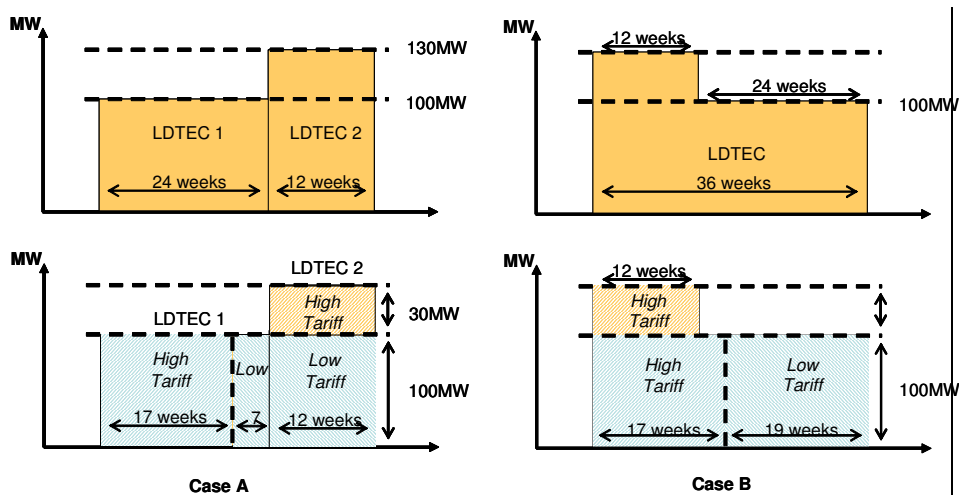 MW
130MW
100MW
LDTEC 1
LDTEC 2
24 weeks
12 weeks
12 weeks
24 weeks
100MW
LDTEC
36 weeks
MW
LDTEC 2
High
Tariff
30MW
LDTEC 1
High
Tariff
Low
Low
Tariff
100MW
17 weeks
7
12 weeks
Case A
MW
12 weeks
High
Tariff
High
Tariff
Low
Tariff
100MW
17 weeks
19 weeks
Case B
MW